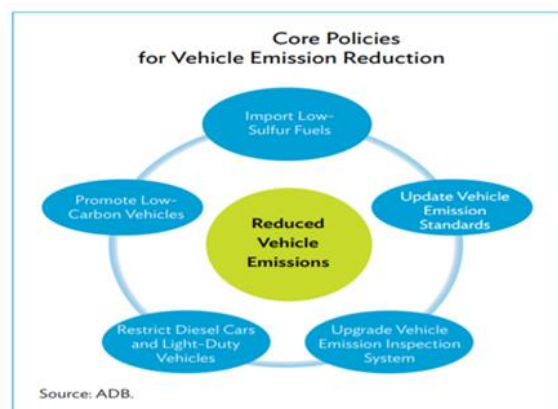 Core Policies
for Vehicle Emission Reduction
Import Low-
Sulfur Fuels
Promote Low-
Carbon Vehicles
Update Vehicle
Emission
Standards
Reduced
Vehicle
Emissions
Restrict Diesel Cars
and Light-Duty
Vehicles
Upgrade Vehicle
Emission Inspection
System
Source: ADB.